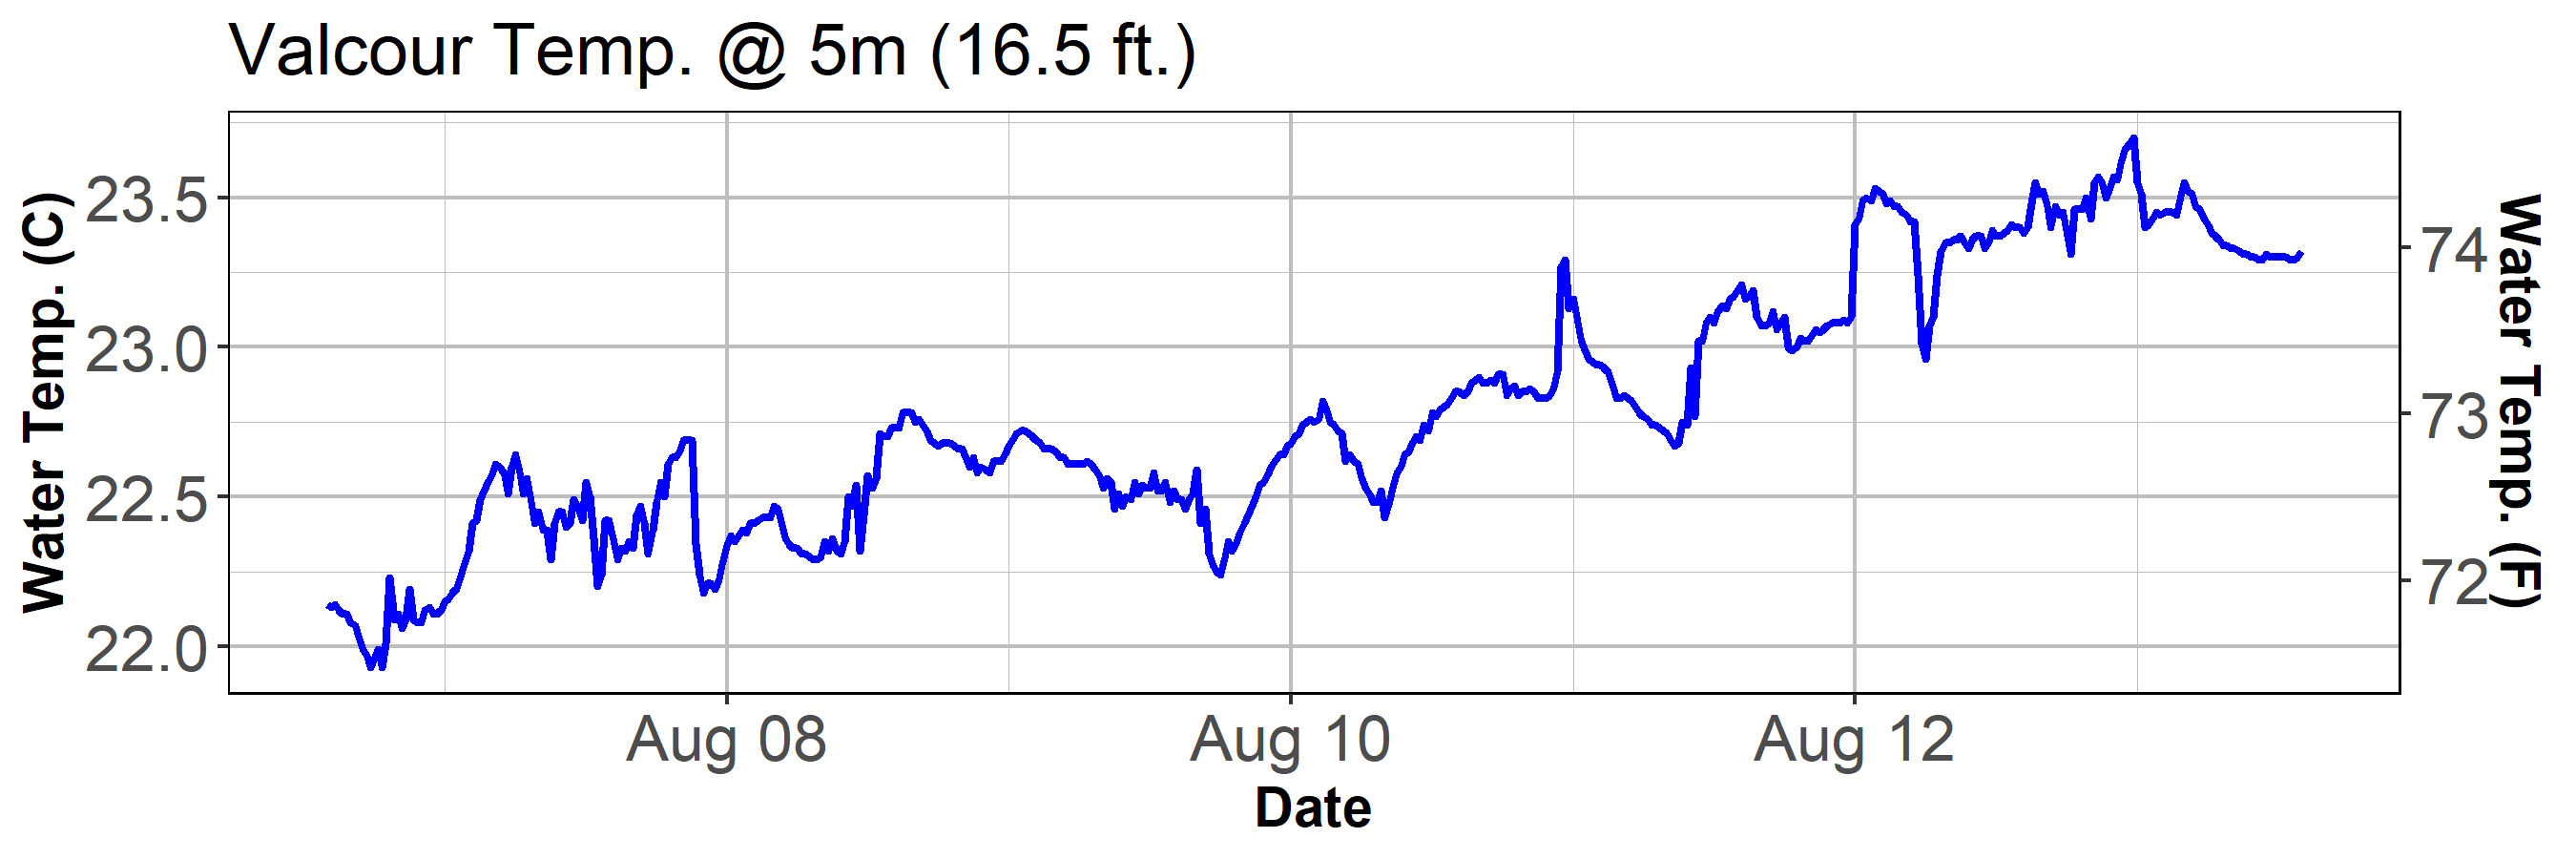 Valcour Temp. @ 5m (16.5 ft.)
Water Temp. (C)
23.5
23.0
22.5
22.0
74
73
72
Water Temp. (F)
Aug 08
Aug 10
Aug 12
Date